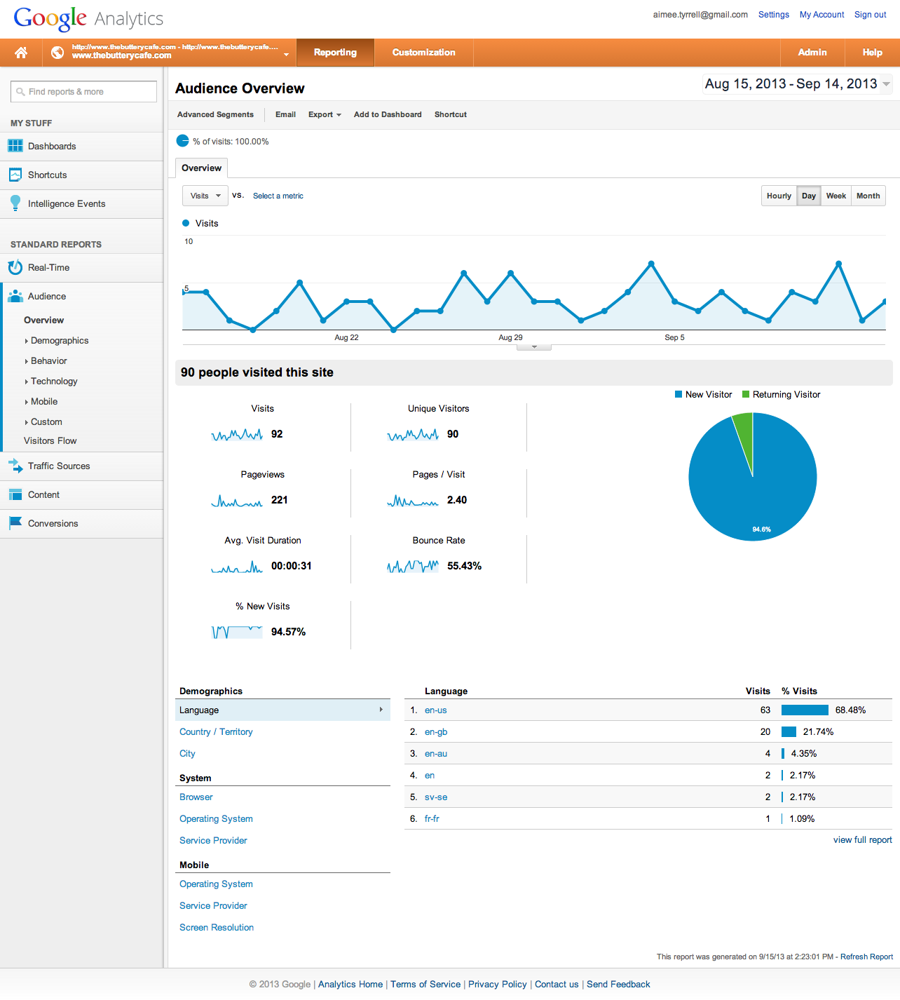 Google Analytics
aimee.tyrrell@gmail.com Settings My Account Sign out
http://www.thebutterycafe.com - http://www.thebutterycafe....
www.thebutterycafe.com
Reporting Customization Admin Help
Find reports & more
MY STUFF
Dashboards
Shortcuts
Intelligence Events
STANDARD REPORTS
Real-Time
Audience
Overview
Demographics
Behavior
Technology
Mobile
Custom
Visitors Flow
Traffic Sources
Content
Conversions
Audience Overview
Aug 15, 2013 - Sep 14, 2013
Advanced Segments Email Export Add to Dashboard Shortcut
% of visits: 100.00%
Overview
Visits vs. Select a metric
Hourly Day Week Month
Visits
10
5
Aug 22 Aug 29 Sep 5
90 people visited this site
Visits
92
Unique Visitors
90
Pageviews
221
Pages / Visit
2.40
Avg. Visit Duration
00:00:31
Bounce Rate
55.43%
% New Visits
94.57%
New Visitor Returning Visitor
94.6%
Demographics
Language
Country / Territory
City
System
Browser
Operating System
Service Provider
Mobile
Operating System
Service Provider
Screen Resolution
Language Visits % Visits
1. en-us 63 68.48%
2. en-gb 20 21.74%
3. en-au 4 4.35%
4. en 2 2.17%
5. sv-se 2 2.17%
6. fr-fr 1 1.09%
view full report
This report was generated on 9/15/13 at 2:23:01 PM - Refresh Report
© 2013 Google | Analytics Home | Terms of Service | Privacy Policy | Contact us | Send Feedback